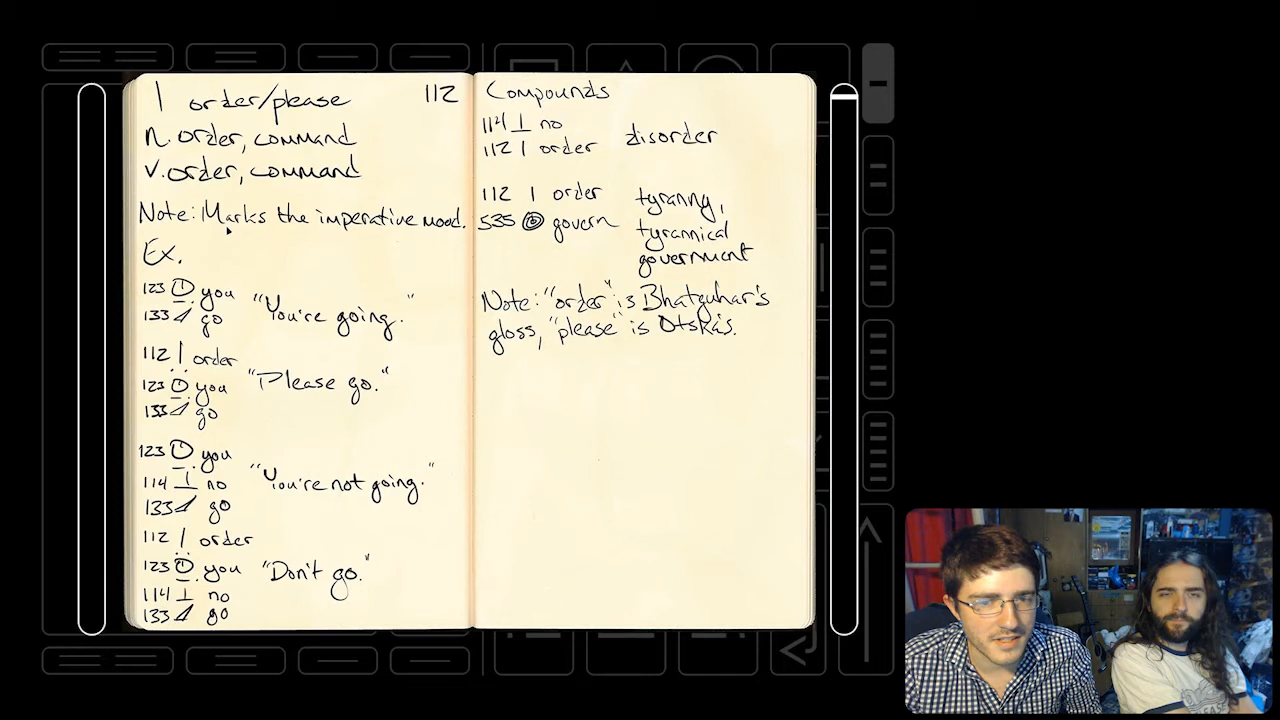 | order/please 112
n. order, command
v. order, command
Note: Marks the imperative mood.
Ex.
123 you
133 go
"You're going."
112 | order
123 you
133 go
"Please go."
123 you
114 ⊥ no
133 go
"You're not going."
112 | order
123 you
114 ⊥ no
133 go
"Don't go."
Compounds
114 ⊥ no
112 | order
disorder
112 | order
535 govern
tyranny,
tyrannical
government
Note: "order" is Bhatguhar's
gloss, "please" is Otska's.